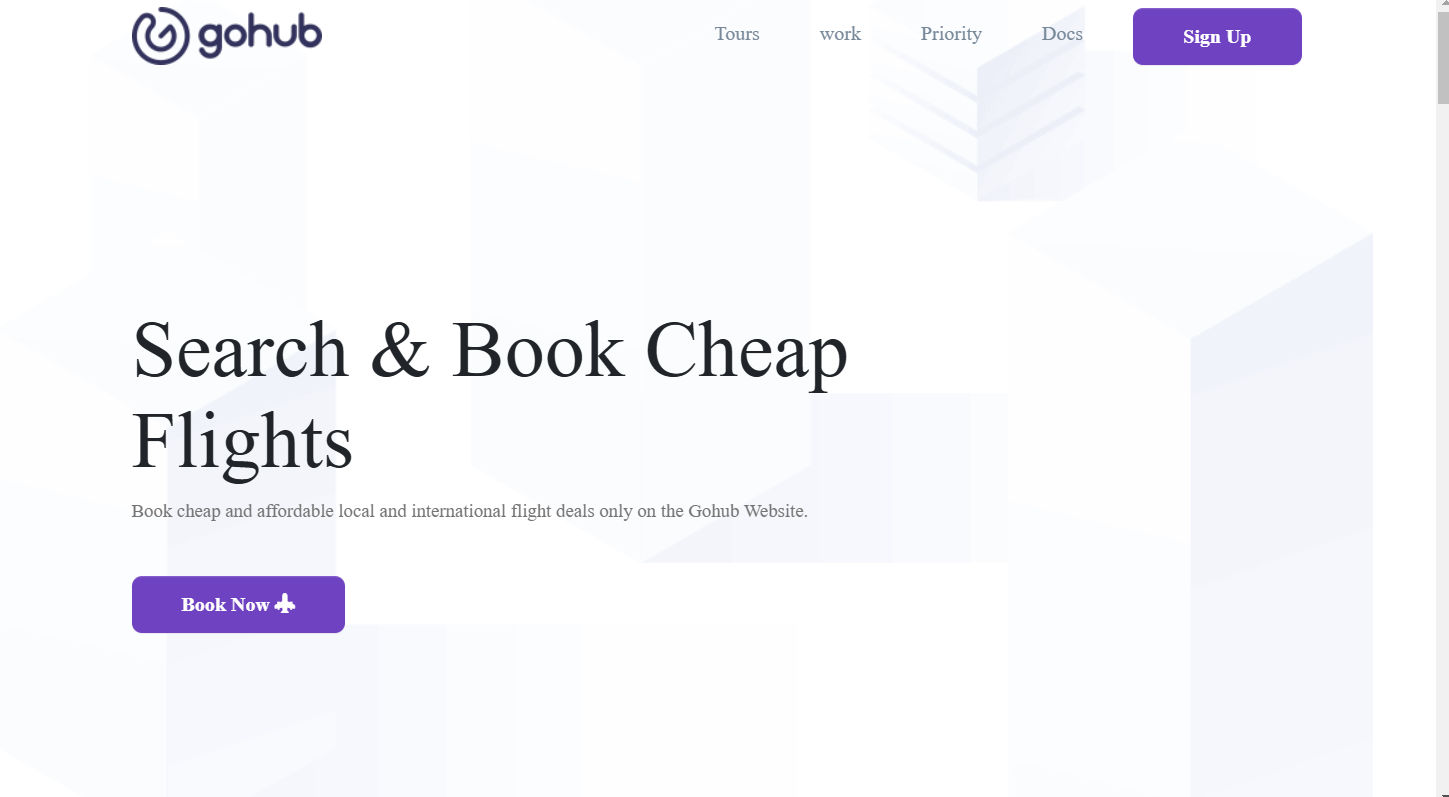 gohub
Tours
work
Priority
Docs
Sign Up
Search & Book Cheap
Flights
Book cheap and affordable local and international flight deals only on the Gohub Website.
Book Now